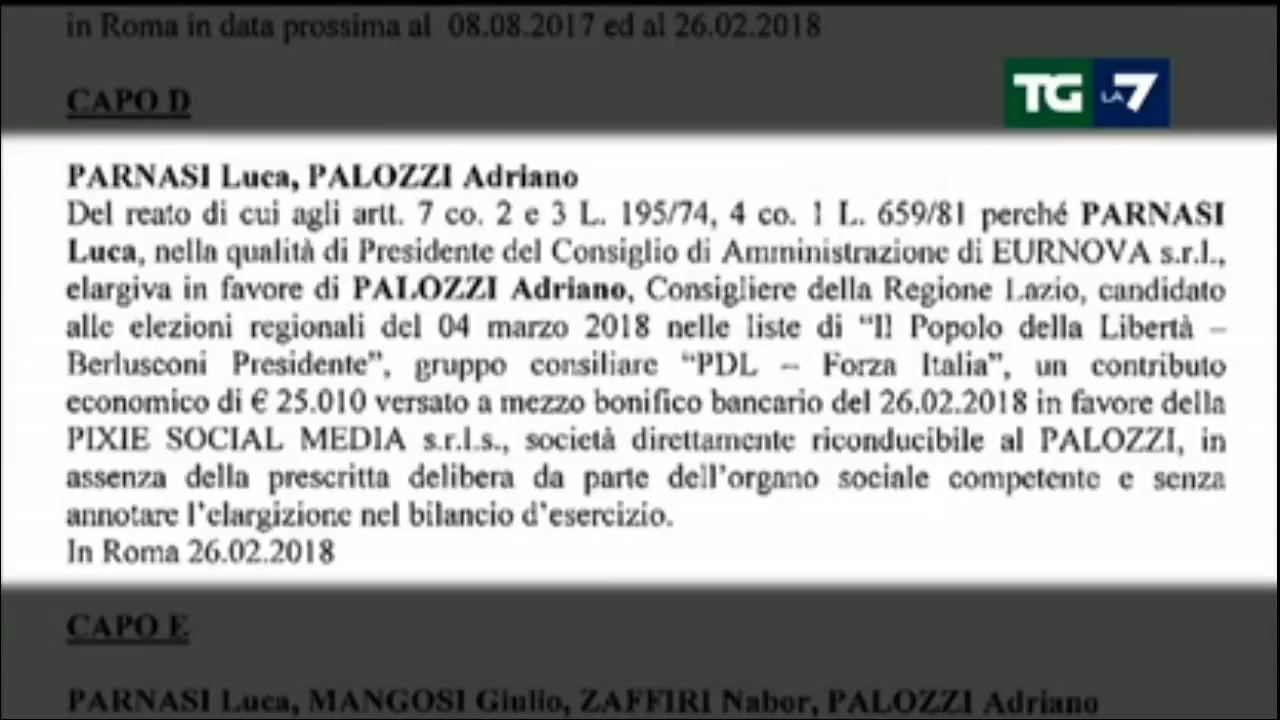 in Roma in data prossima al 08.08.2017 ed al 26.02.2018
CAPO D
TG LA7
PARNASI Luca, PALOZZI Adriano
Del reato di cui agli artt. 7 co. 2 e 3 L. 195/74, 4 co. 1 L. 659/81 perché PARNASI
Luca, nella qualità di Presidente del Consiglio di Amministrazione di EURNOVA s.r.l.,
elargiva in favore di PALOZZI Adriano, Consigliere della Regione Lazio, candidato
alle elezioni regionali del 04 marzo 2018 nelle liste di “Il Popolo della Libertà –
Berlusconi Presidente”, gruppo consiliare “PDL – Forza Italia”, un contributo
economico di € 25.010 versato a mezzo bonifico bancario del 26.02.2018 in favore della
PIXIE SOCIAL MEDIA s.r.l.s., società direttamente riconducibile al PALOZZI, in
assenza della prescritta delibera da parte dell’organo sociale competente e senza
annotare l’elargizione nel bilancio d’esercizio.
In Roma 26.02.2018
CAPO E
PARNASI Luca, MANGOSI Giulio, ZAFFIRI Nabor, PALOZZI Adriano